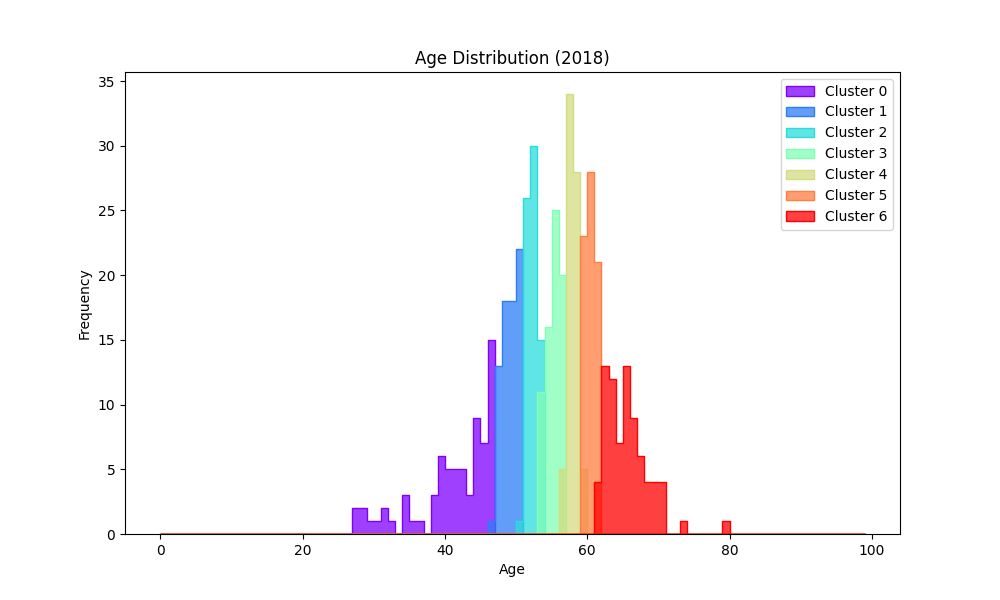 Age Distribution (2018)
35
30
25
20
15
10
5
0
Frequency
0 20 40 60 80 100
Age
Cluster 0
Cluster 1
Cluster 2
Cluster 3
Cluster 4
Cluster 5
Cluster 6